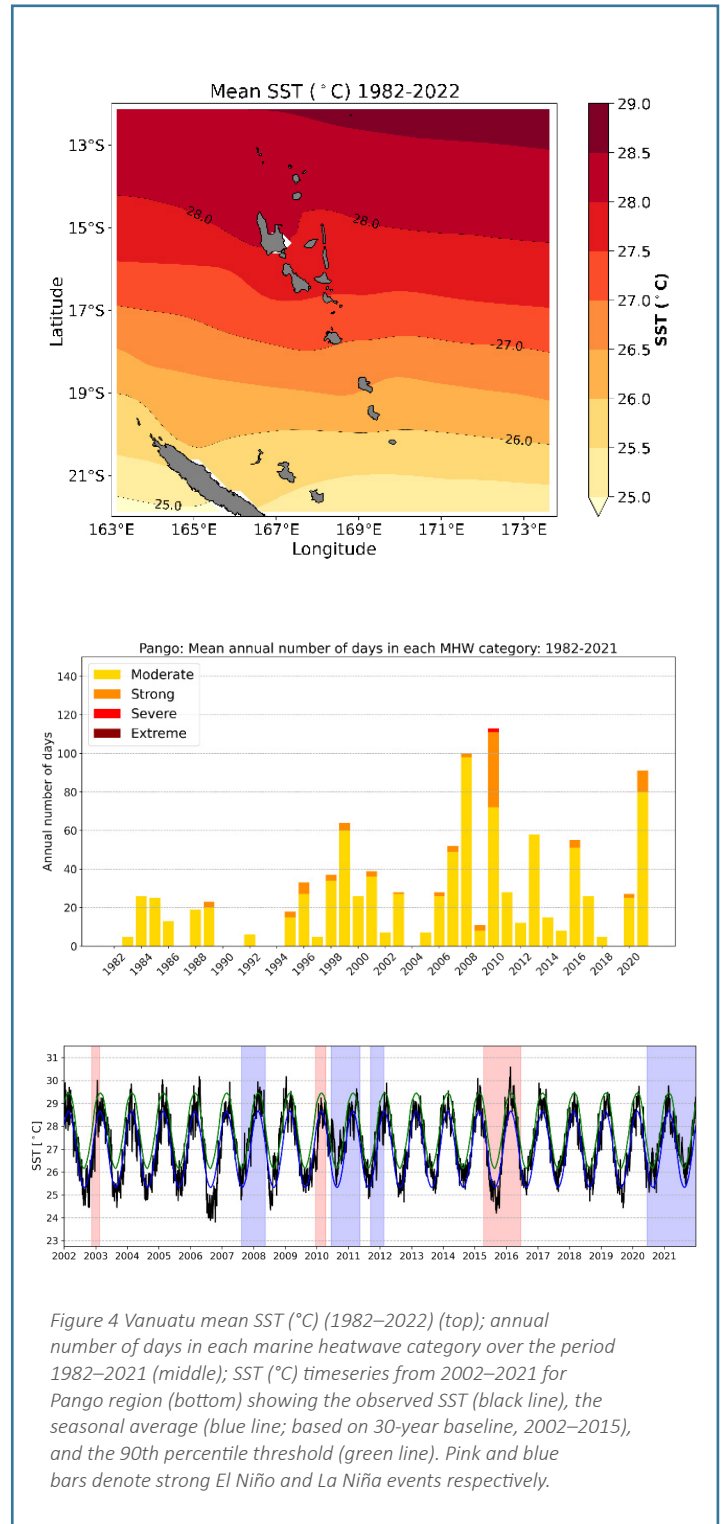 Mean SST (°C) 1982-2022
13°S
15°S
17°S
19°S
21°S
Latitude
28.0
28.0
27.0
26.0
25.0
163°E 165°E 167°E 169°E 171°E 173°E
Longitude
29.0
28.5
28.0
27.5
27.0
26.5
26.0
25.5
25.0
SST (°C)
Pango: Mean annual number of days in each MHW category: 1982-2021
Moderate
Strong
Severe
Extreme
Annual number of days
140
120
100
80
60
40
20
0
1982 1984 1986 1988 1990 1992 1994 1996 1998 2000 2002 2004 2006 2008 2010 2012 2014 2016 2018 2020
SST [°C]
31
30
29
28
27
26
25
24
23
2002 2003 2004 2005 2006 2007 2008 2009 2010 2011 2012 2013 2014 2015 2016 2017 2018 2019 2020 2021
Figure 4 Vanuatu mean SST (°C) (1982–2022) (top); annual
number of days in each marine heatwave category over the period
1982–2021 (middle); SST (°C) timeseries from 2002–2021 for
Pango region (bottom) showing the observed SST (black line), the
seasonal average (blue line; based on 30-year baseline, 2002–2015),
and the 90th percentile threshold (green line). Pink and blue
bars denote strong El Niño and La Niña events respectively.